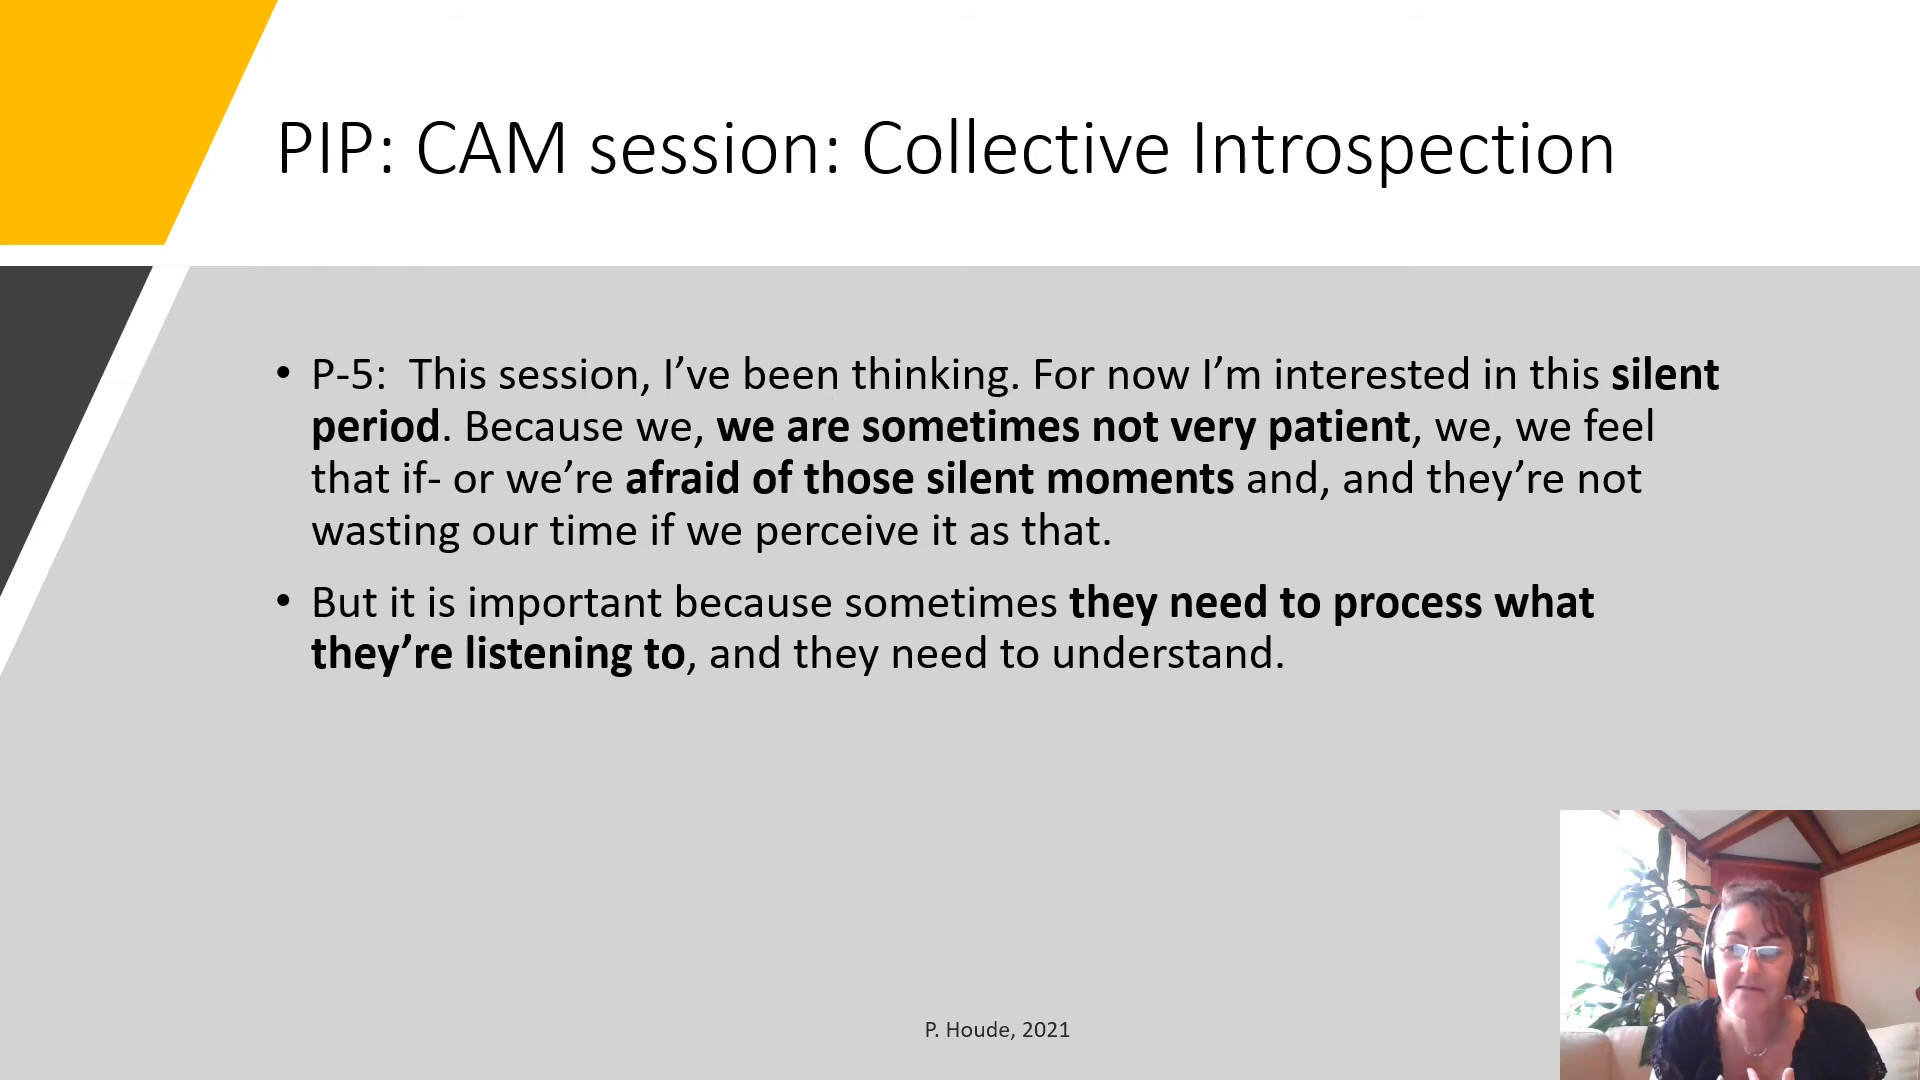 PIP: CAM session: Collective Introspection
• P-5:  This session, I’ve been thinking. For now I’m interested in this silent
period. Because we, we are sometimes not very patient, we, we feel
that if- or we’re afraid of those silent moments and, and they’re not
wasting our time if we perceive it as that.
• But it is important because sometimes they need to process what
they’re listening to, and they need to understand.
P. Houde, 2021